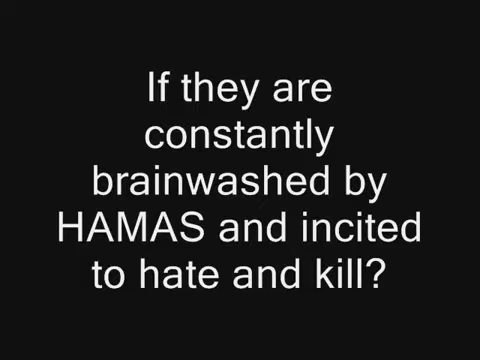 If they are
constantly
brainwashed by
HAMAS and incited
to hate and kill?